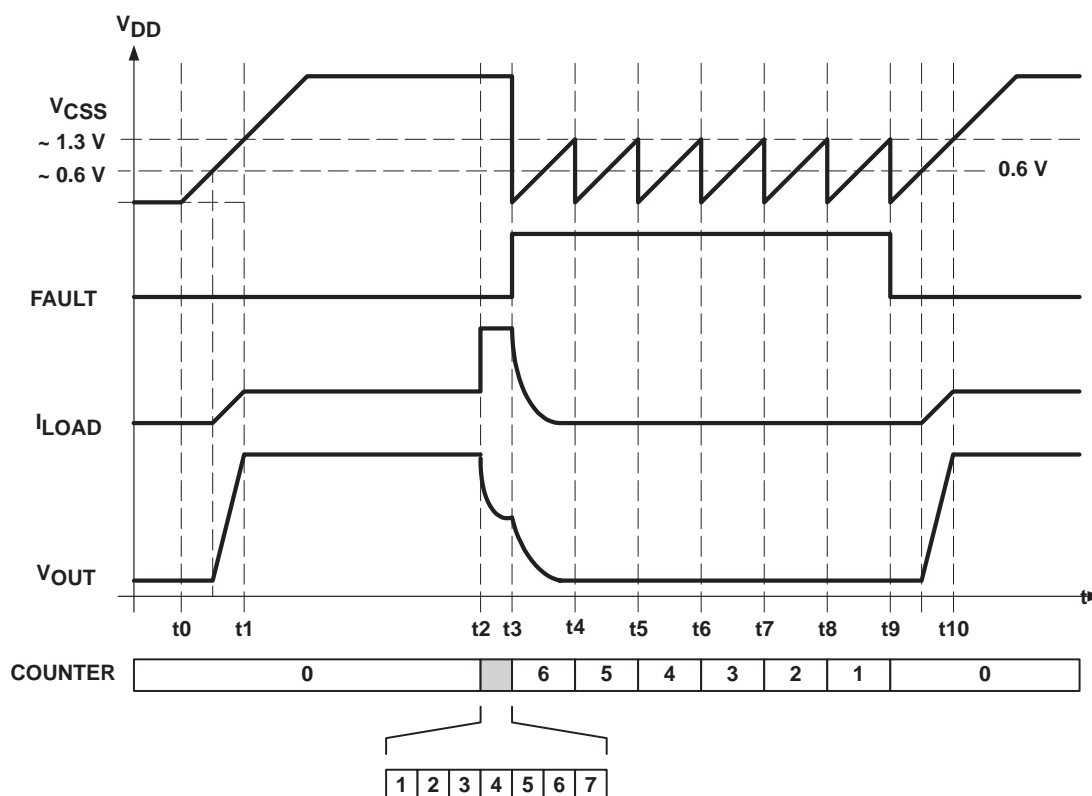 VDD
VCSS
~ 1.3 V
~ 0.6 V
0.6 V
FAULT
ILOAD
VOUT
t
t0 t1 t2 t3 t4 t5 t6 t7 t8 t9 t10
COUNTER 0 6 5 4 3 2 1 0
1 2 3 4 5 6 7